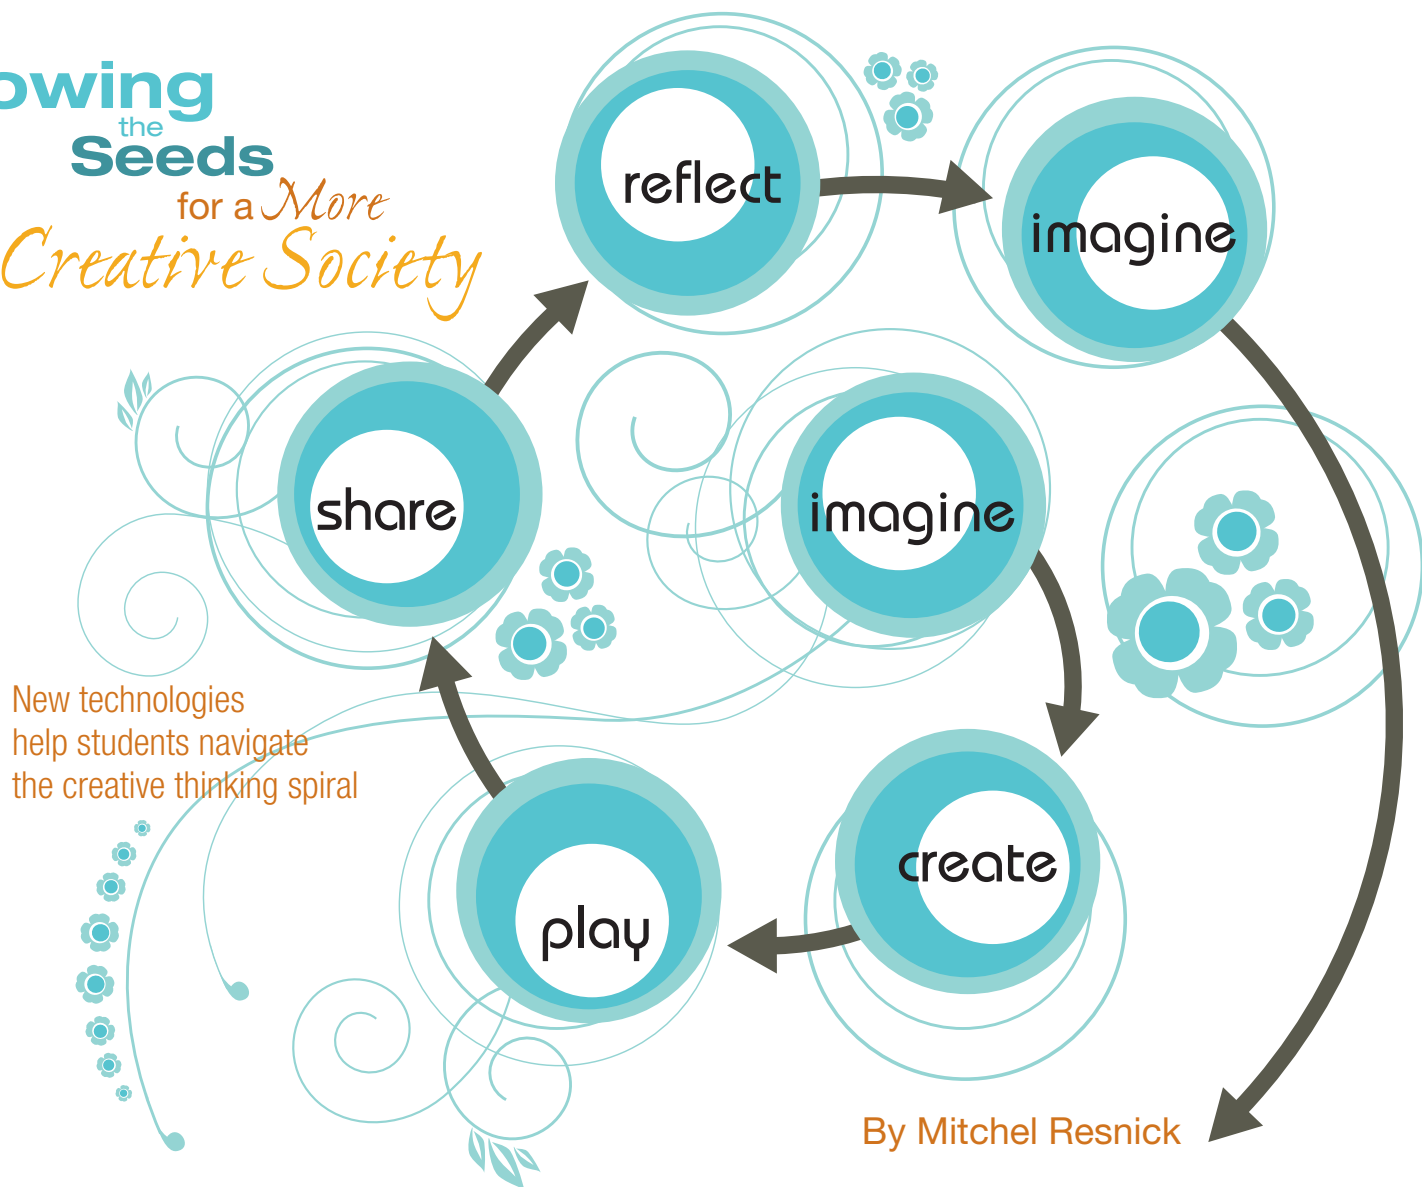 owing
the
Seeds
for a More
Creative Society
reflect
imagine
share
imagine
New technologies
help students navigate
the creative thinking spiral
create
play
By Mitchel Resnick